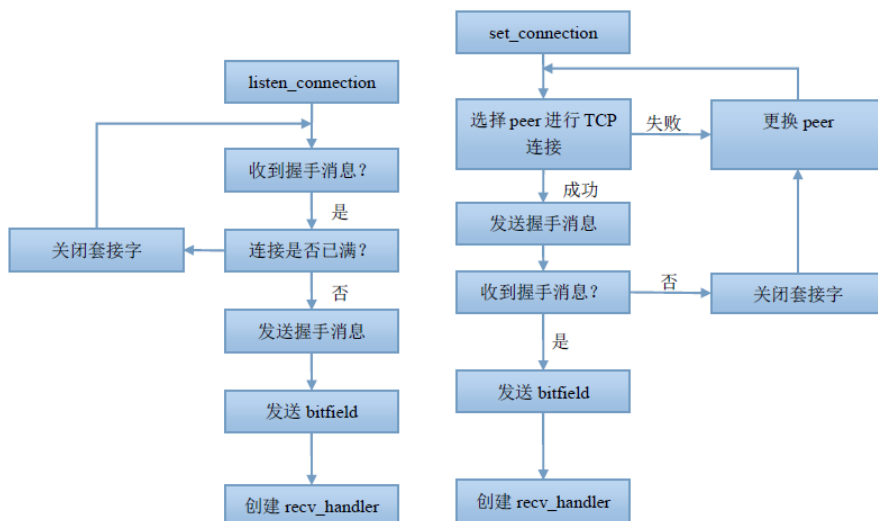 listen_connection
收到握手消息？
是
连接是否已满？
关闭套接字
否
发送握手消息
发送 bitfield
创建 recv_handler
set_connection
选择 peer 进行 TCP
连接
失败
更换 peer
成功
发送握手消息
收到握手消息？
否
关闭套接字
是
发送 bitfield
创建 recv_handler